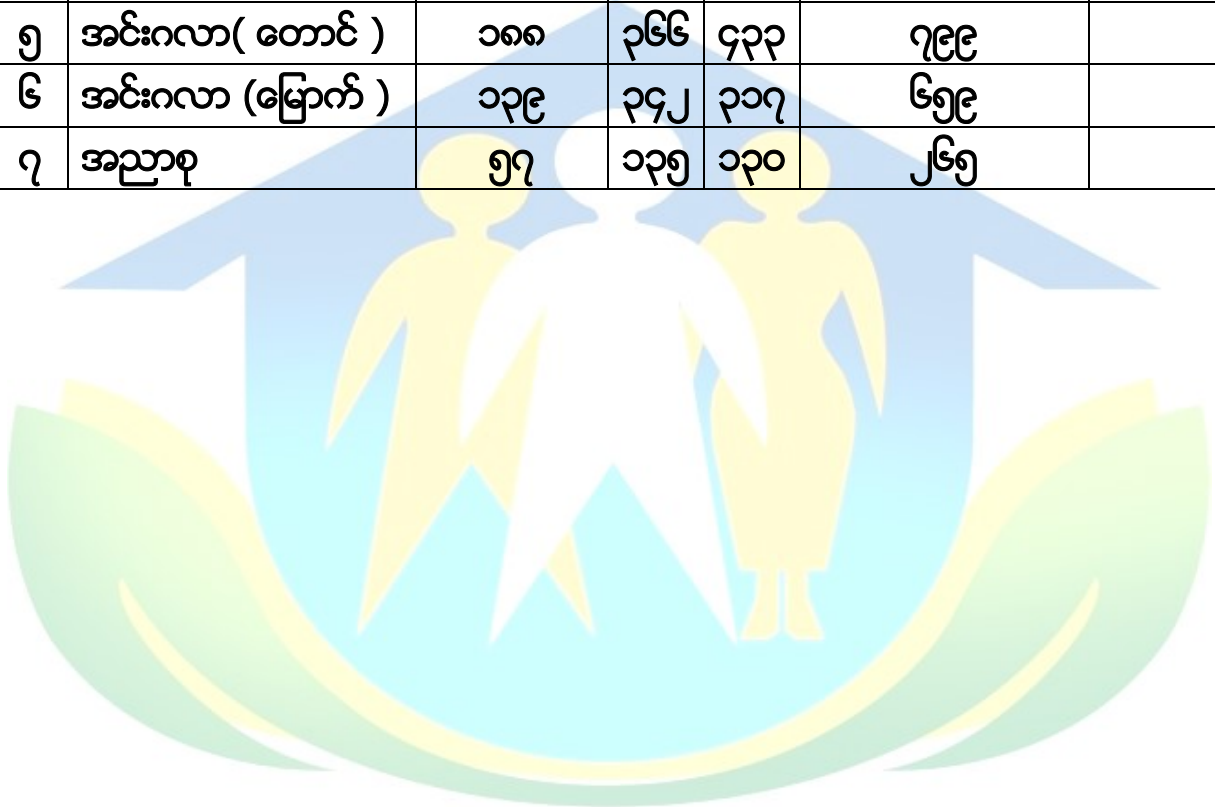 ၅ အင်းဂလာ( တောင် ) ၁၈၈ ၃၆၆ ၄၃၃ ၇၉၉
၆ အင်းဂလာ (မြောက် ) ၁၃၉ ၃၄၂ ၃၁၇ ၆၅၉
၇ အညာစု ၅၇ ၁၃၅ ၁၃၀ ၂၆၅